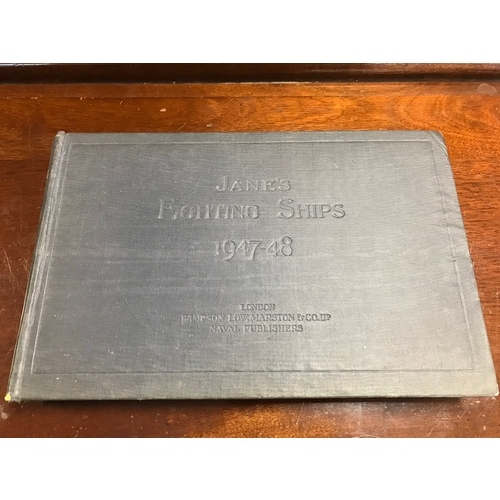 JANE'S
FIGHTING SHIPS
1947-48
LONDON
SAMPSON LOW, MARSTON & CO. LTD
NAVAL PUBLISHERS